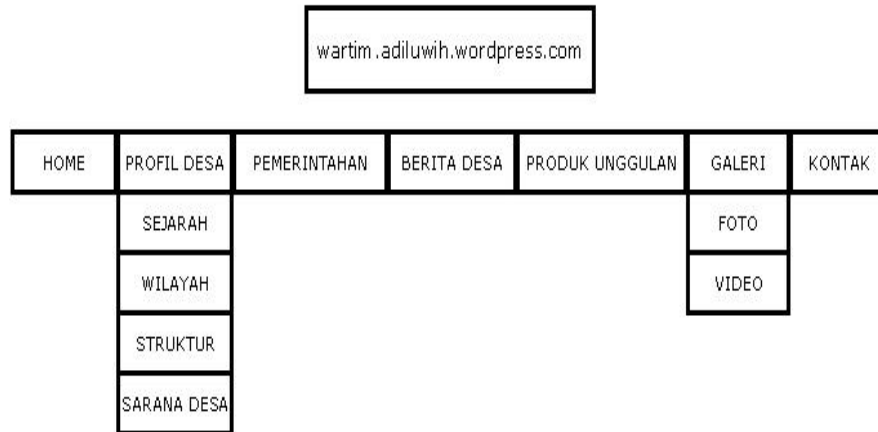 wartim.adiluwih.wordpress.com
HOME PROFIL DESA PEMERINTAHAN BERITA DESA PRODUK UNGGULAN GALERI KONTAK
SEJARAH FOTO
WILAYAH VIDEO
STRUKTUR
SARANA DESA